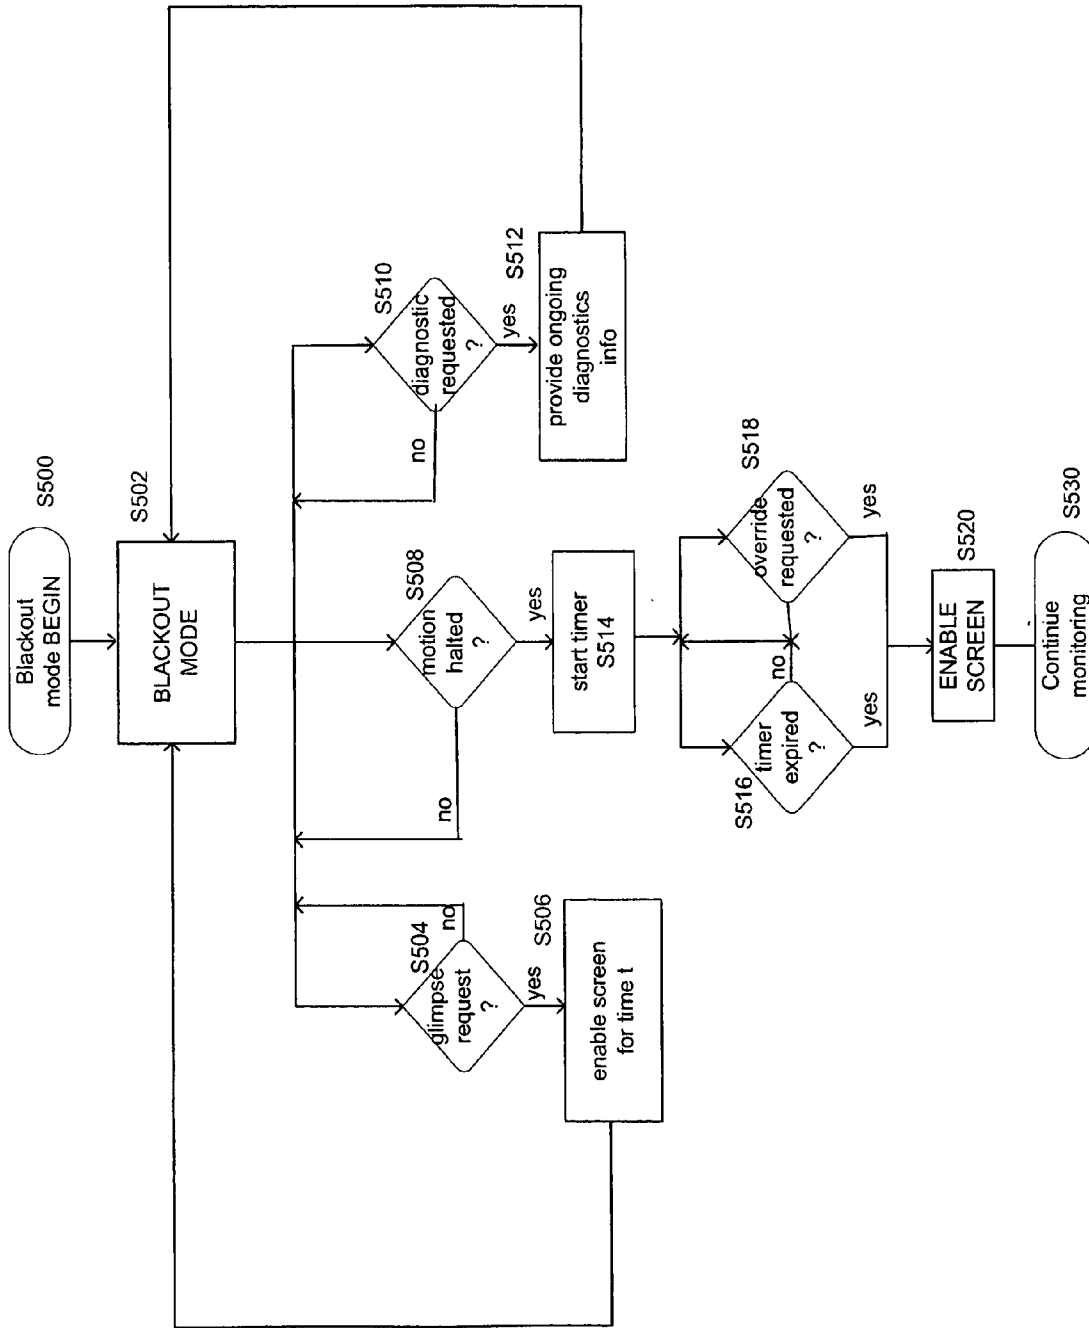 Blackout
mode BEGIN
S500
BLACKOUT
MODE
S502
glimpse
request
?
S504
no
yes
enable screen
for time t
S506
motion
halted
?
S508
no
yes
start timer
S514
diagnostic
requested
?
S510
no
yes
provide ongoing
diagnostics
info
S512
timer
expired
?
S516
no
yes
override
requested
?
S518
yes
ENABLE
SCREEN
S520
Continue
monitoring
S530